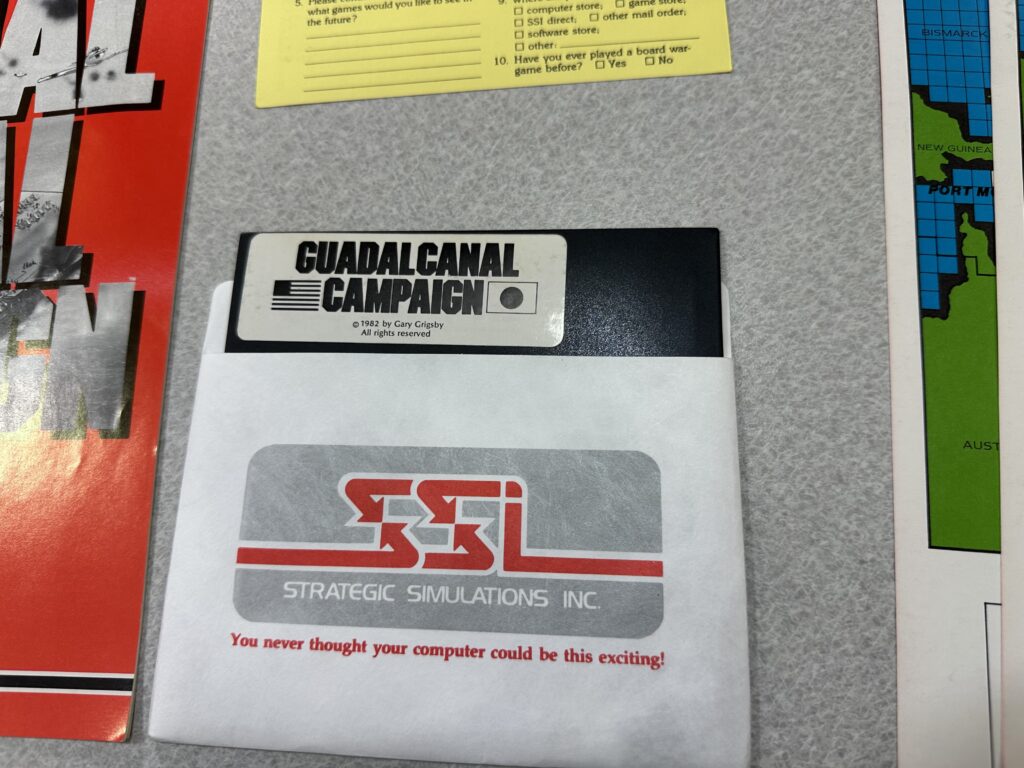 what games would you like to see in
the future?
□ computer store; □ game store;
□ SSI direct; □ other mail order;
□ software store;
□ other:
10. Have you ever played a board war-
game before? □ Yes □ No
BISMARCK
NEW GUINEA
PORT M
AUST
GUADALCANAL
CAMPAIGN
© 1982 by Gary Grigsby
All rights reserved
SSI
STRATEGIC SIMULATIONS INC.
You never thought your computer could be this exciting!
AL
L
GN